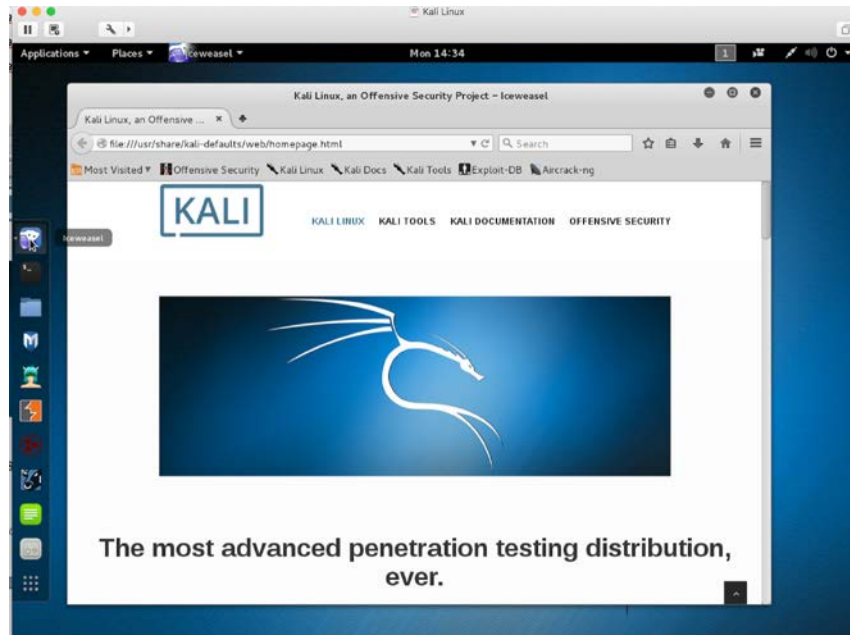 Kali Linux
Applications Places Iceweasel Mon 14:34 1
Kali Linux, an Offensive Security Project – Iceweasel
Kali Linux, an Offensive ...
file:///usr/share/kali-defaults/web/homepage.html Search
Most Visited Offensive Security Kali Linux Kali Docs Kali Tools Exploit-DB Aircrack-ng
KALI
KALI LINUX KALI TOOLS KALI DOCUMENTATION OFFENSIVE SECURITY
Iceweasel
The most advanced penetration testing distribution,
ever.